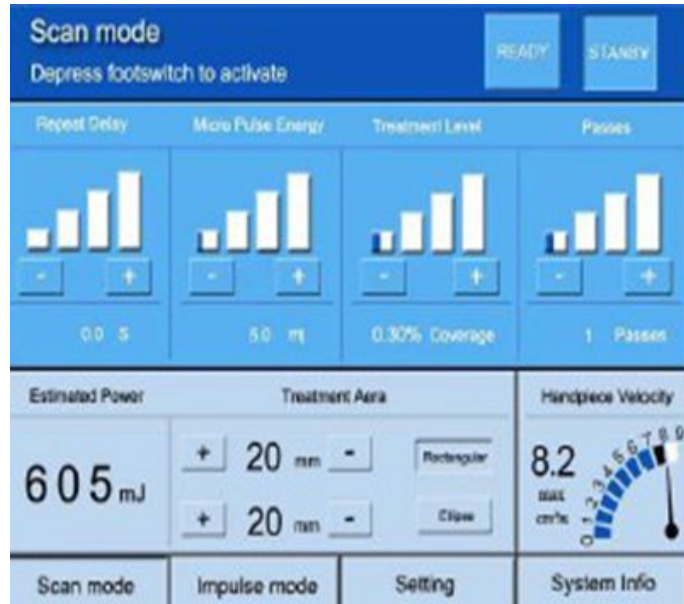 Scan mode
Depress footswitch to activate
READY
STANBY
Repeat Delay
Micro Pulse Energy
Treatment Level
Passes
-
+
-
+
-
+
-
+
0.0 S
5.0 mj
0.30% Coverage
1 Passes
Estimated Power
Treatment Aera
Handpiece Velocity
605 mJ
+ 20 mm -
Rectangular
+ 20 mm -
8.2
max
cm²/s
0 1 2 3 4 5 6 7 8 9
Scan mode
Impulse mode
Setting
System Info